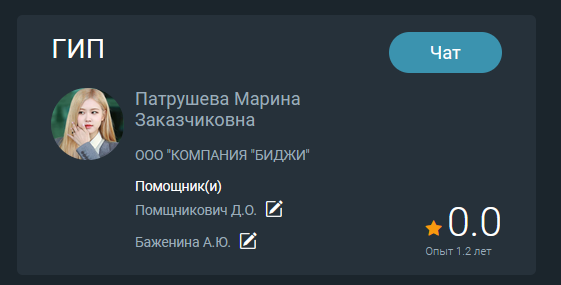 ГИП
Чат
Патрушева Марина
Заказчиковна
ООО "КОМПАНИЯ "БИДЖИ"
Помощник(и)
Помщникович Д.О.
Баженина А.Ю.
0.0
Опыт 1.2 лет